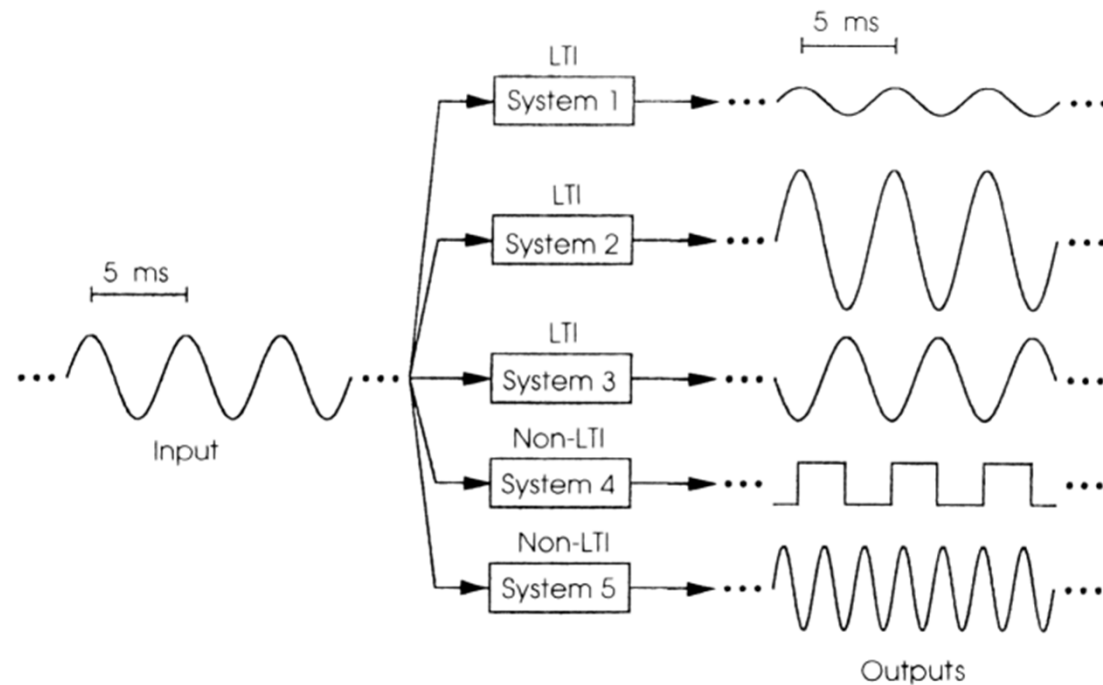 5 ms
LTI
System 1
LTI
System 2
5 ms
LTI
System 3
Input
Non-LTI
System 4
Non-LTI
System 5
Outputs